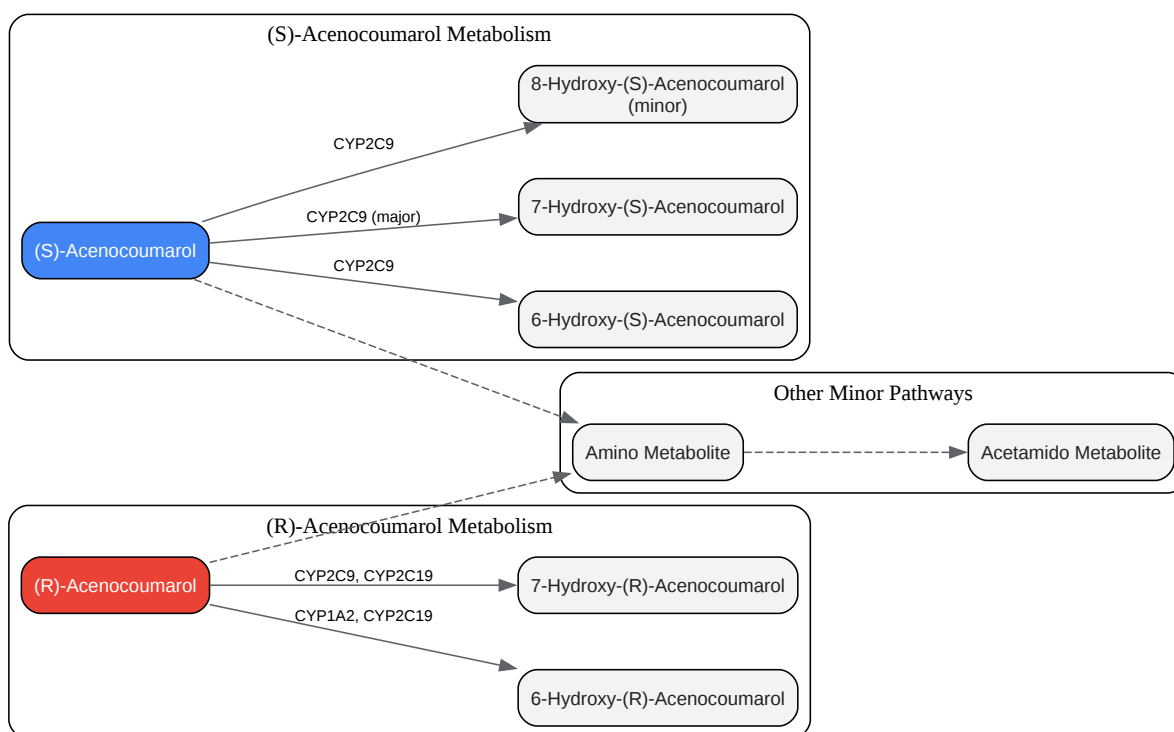 (S)-Acenocoumarol Metabolism
8-Hydroxy-(S)-Acenocoumarol
(minor)
CYP2C9
7-Hydroxy-(S)-Acenocoumarol
CYP2C9 (major)
(S)-Acenocoumarol
CYP2C9
6-Hydroxy-(S)-Acenocoumarol
Other Minor Pathways
Amino Metabolite
Acetamido Metabolite
(R)-Acenocoumarol Metabolism
(R)-Acenocoumarol
CYP2C9, CYP2C19
7-Hydroxy-(R)-Acenocoumarol
CYP1A2, CYP2C19
6-Hydroxy-(R)-Acenocoumarol